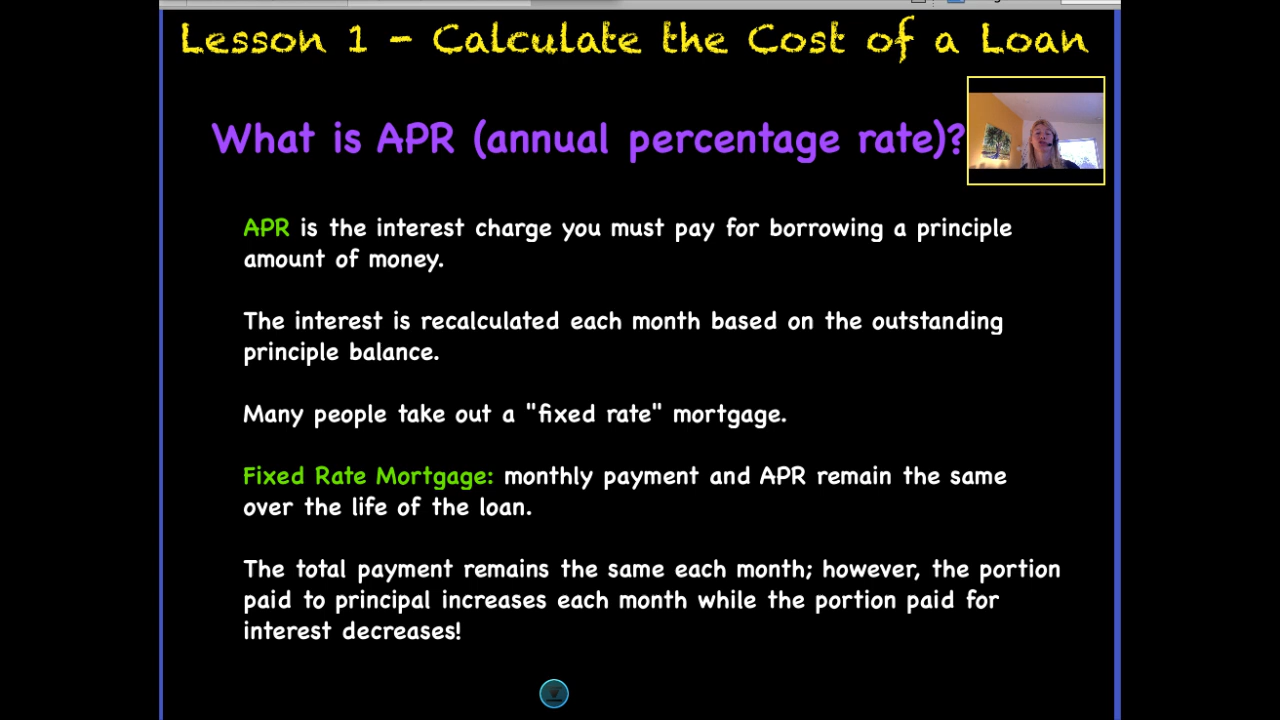 Lesson 1 - Calculate the Cost of a Loan
What is APR (annual percentage rate)?
APR is the interest charge you must pay for borrowing a principle
amount of money.
The interest is recalculated each month based on the outstanding
principle balance.
Many people take out a "fixed rate" mortgage.
Fixed Rate Mortgage: monthly payment and APR remain the same
over the life of the loan.
The total payment remains the same each month; however, the portion
paid to principal increases each month while the portion paid for
interest decreases!